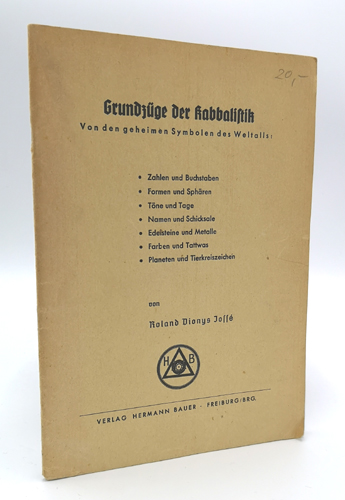 20,-
Grundzüge der Kabbalistik
Von den geheimen Symbolen des Weltalls:
• Zahlen und Buchstaben
• Formen und Sphären
• Töne und Tage
• Namen und Schicksale
• Edelsteine und Metalle
• Farben und Tattwas
• Planeten und Tierkreiszeichen
von
Roland Dionys Jossé
H B
VERLAG HERMANN BAUER · FREIBURG/BRG.